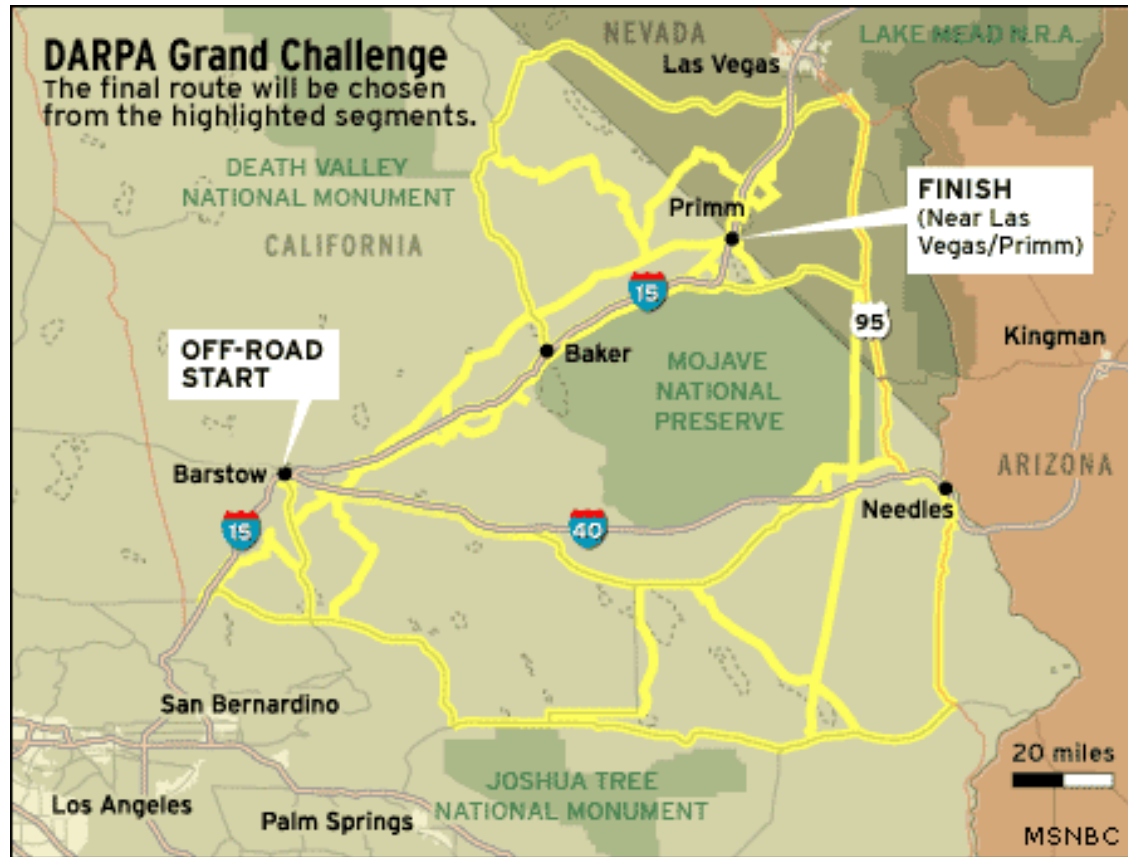 DARPA Grand Challenge
The final route will be chosen
from the highlighted segments.
NEVADA
LAKE MEAD N.R.A.
Las Vegas
DEATH VALLEY
NATIONAL MONUMENT
CALIFORNIA
Primm
FINISH
(Near Las
Vegas/Primm)
15
95
OFF-ROAD
START
Baker
Kingman
MOJAVE
NATIONAL
PRESERVE
Barstow
ARIZONA
Needles
15
40
San Bernardino
20 miles
JOSHUA TREE
NATIONAL MONUMENT
Los Angeles
Palm Springs
MSNBC